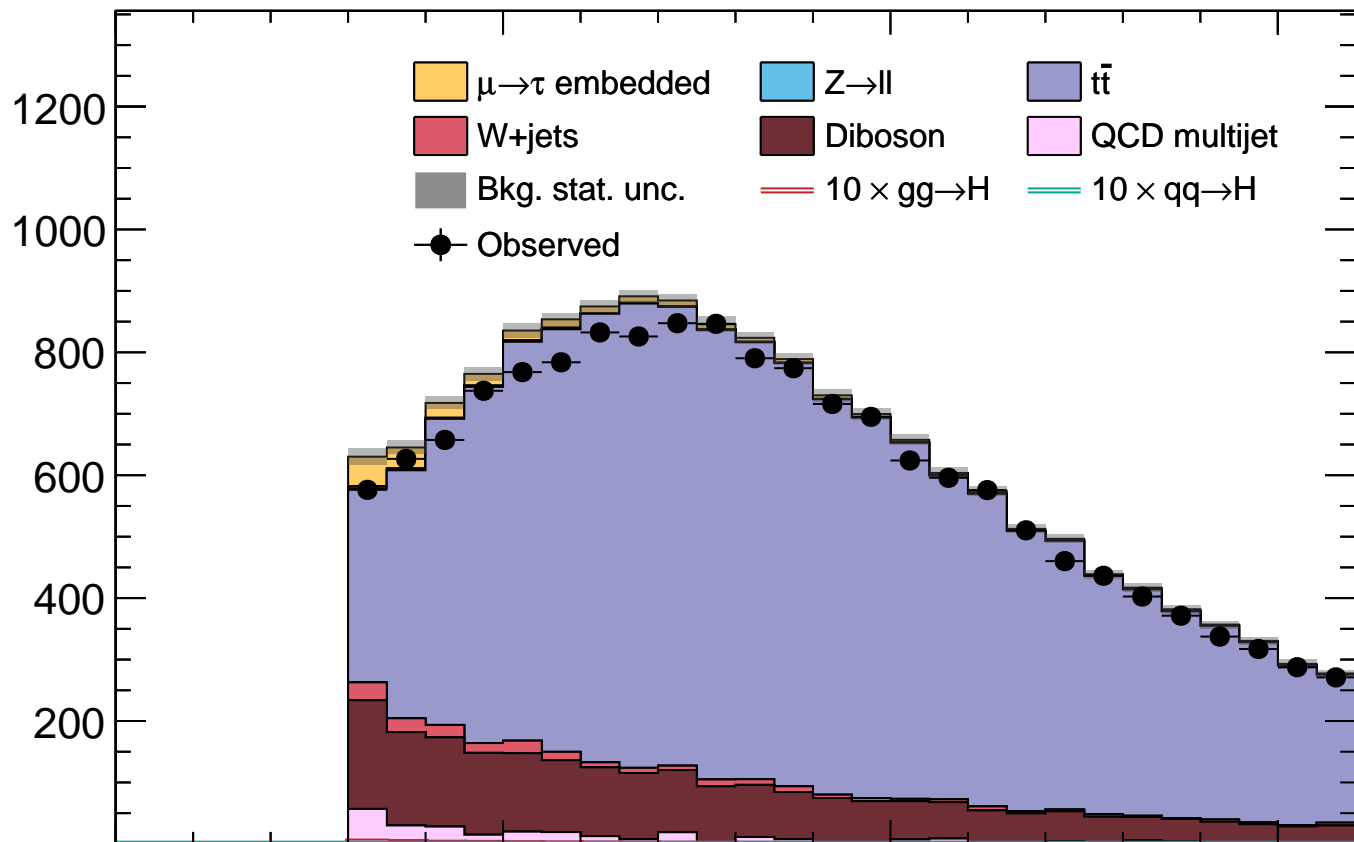 μ→τ embedded Z→ll tt̄
W+jets Diboson QCD multijet
Bkg. stat. unc. 10 × gg→H 10 × qq→H
Observed
1200
1000
800
600
400
200